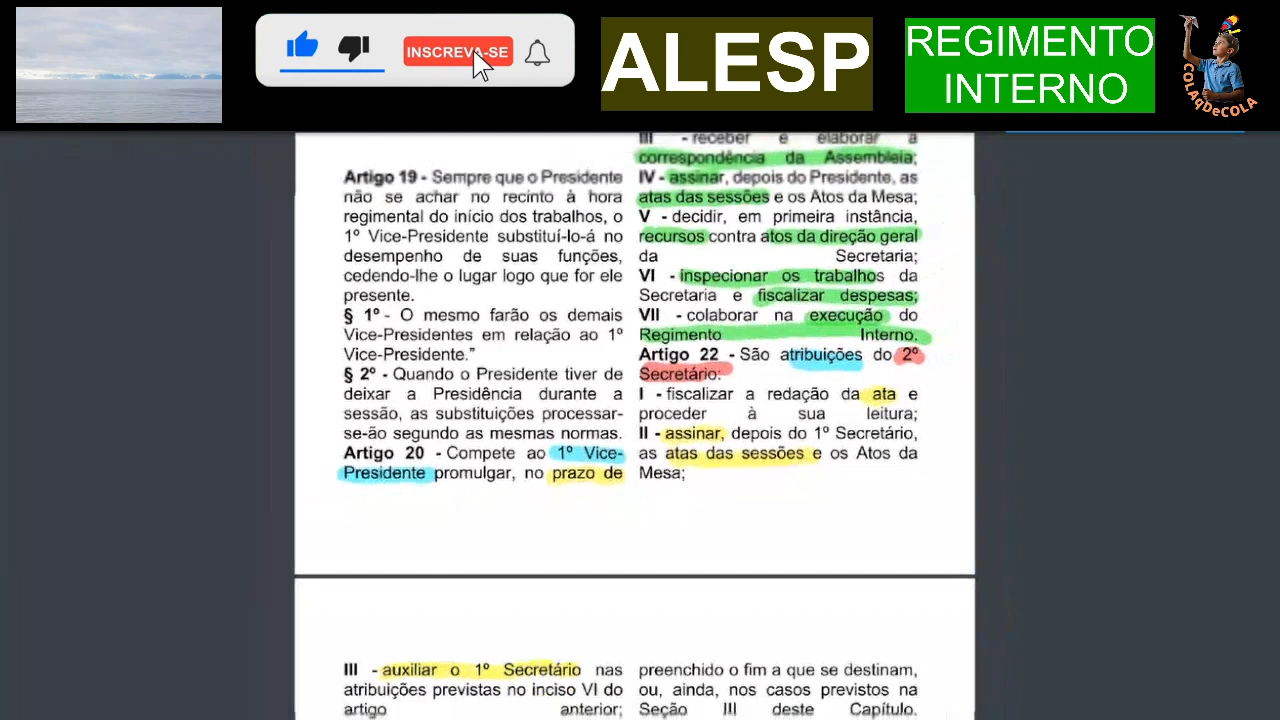 INSCREVA-SE
ALESP
REGIMENTO
INTERNO
COLAqDeCOLA
Artigo 19 - Sempre que o Presidente
não se achar no recinto à hora
regimental do início dos trabalhos, o
1º Vice-Presidente substituí-lo-á no
desempenho de suas funções,
cedendo-lhe o lugar logo que for ele
presente.
§ 1º - O mesmo farão os demais
Vice-Presidentes em relação ao 1º
Vice-Presidente.”
§ 2º - Quando o Presidente tiver de
deixar a Presidência durante a
sessão, as substituições processar-
se-ão segundo as mesmas normas.
Artigo 20 - Compete ao 1º Vice-
Presidente promulgar, no prazo de
III - receber e elaborar a
correspondência da Assembleia;
IV - assinar, depois do Presidente, as
atas das sessões e os Atos da Mesa;
V - decidir, em primeira instância,
recursos contra atos da direção geral
da Secretaria;
VI - inspecionar os trabalhos da
Secretaria e fiscalizar despesas;
VII - colaborar na execução do
Regimento Interno.
Artigo 22 - São atribuições do 2º
Secretário:
I - fiscalizar a redação da ata e
proceder à sua leitura;
II - assinar, depois do 1º Secretário,
as atas das sessões e os Atos da
Mesa;
III - auxiliar o 1º Secretário nas
atribuições previstas no inciso VI do
artigo anterior;
preenchido o fim a que se destinam,
ou, ainda, nos casos previstos na
Seção III deste Capítulo.